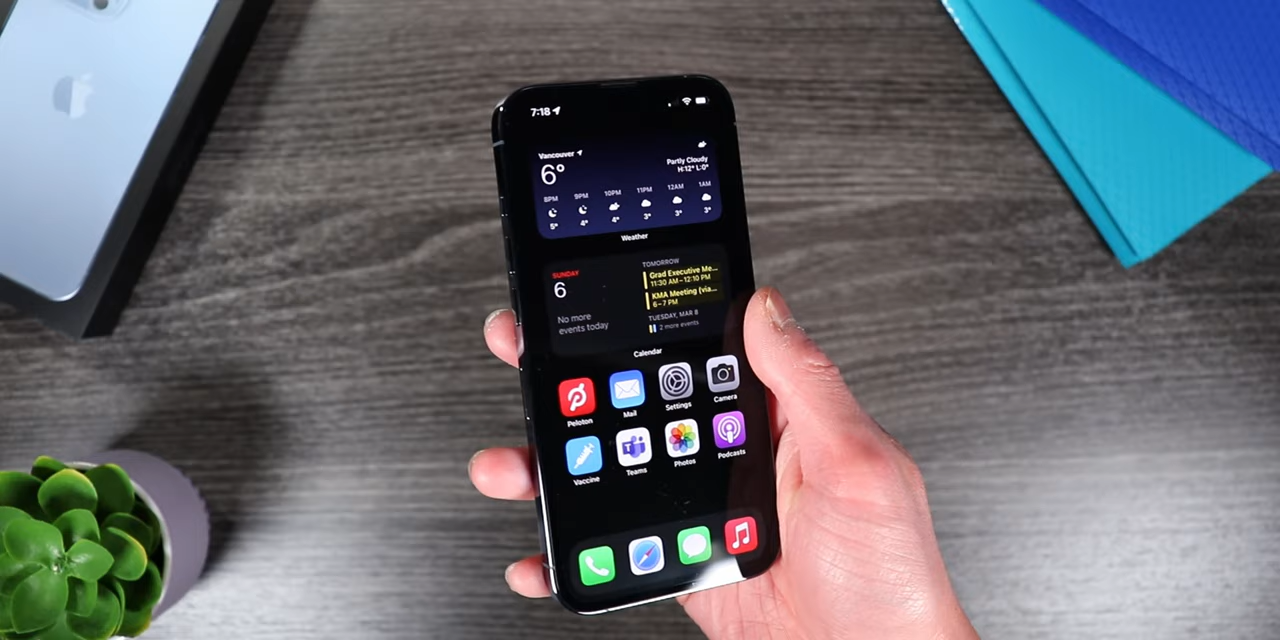 7:18
Vancouver
6°
Partly Cloudy
H:12° L:0°
8PM 9PM 10PM 11PM 12AM 1AM
5° 4° 4° 3° 3° 3°
Weather
SUNDAY
6
No more
events today
TOMORROW
Grad Executive Me...
11:30 AM–12:10 PM
KMA Meeting (via...
6–7 PM
TUESDAY, MAR 8
2 more events
Calendar
Peloton Mail Settings Camera
Vaccine Teams Photos Podcasts